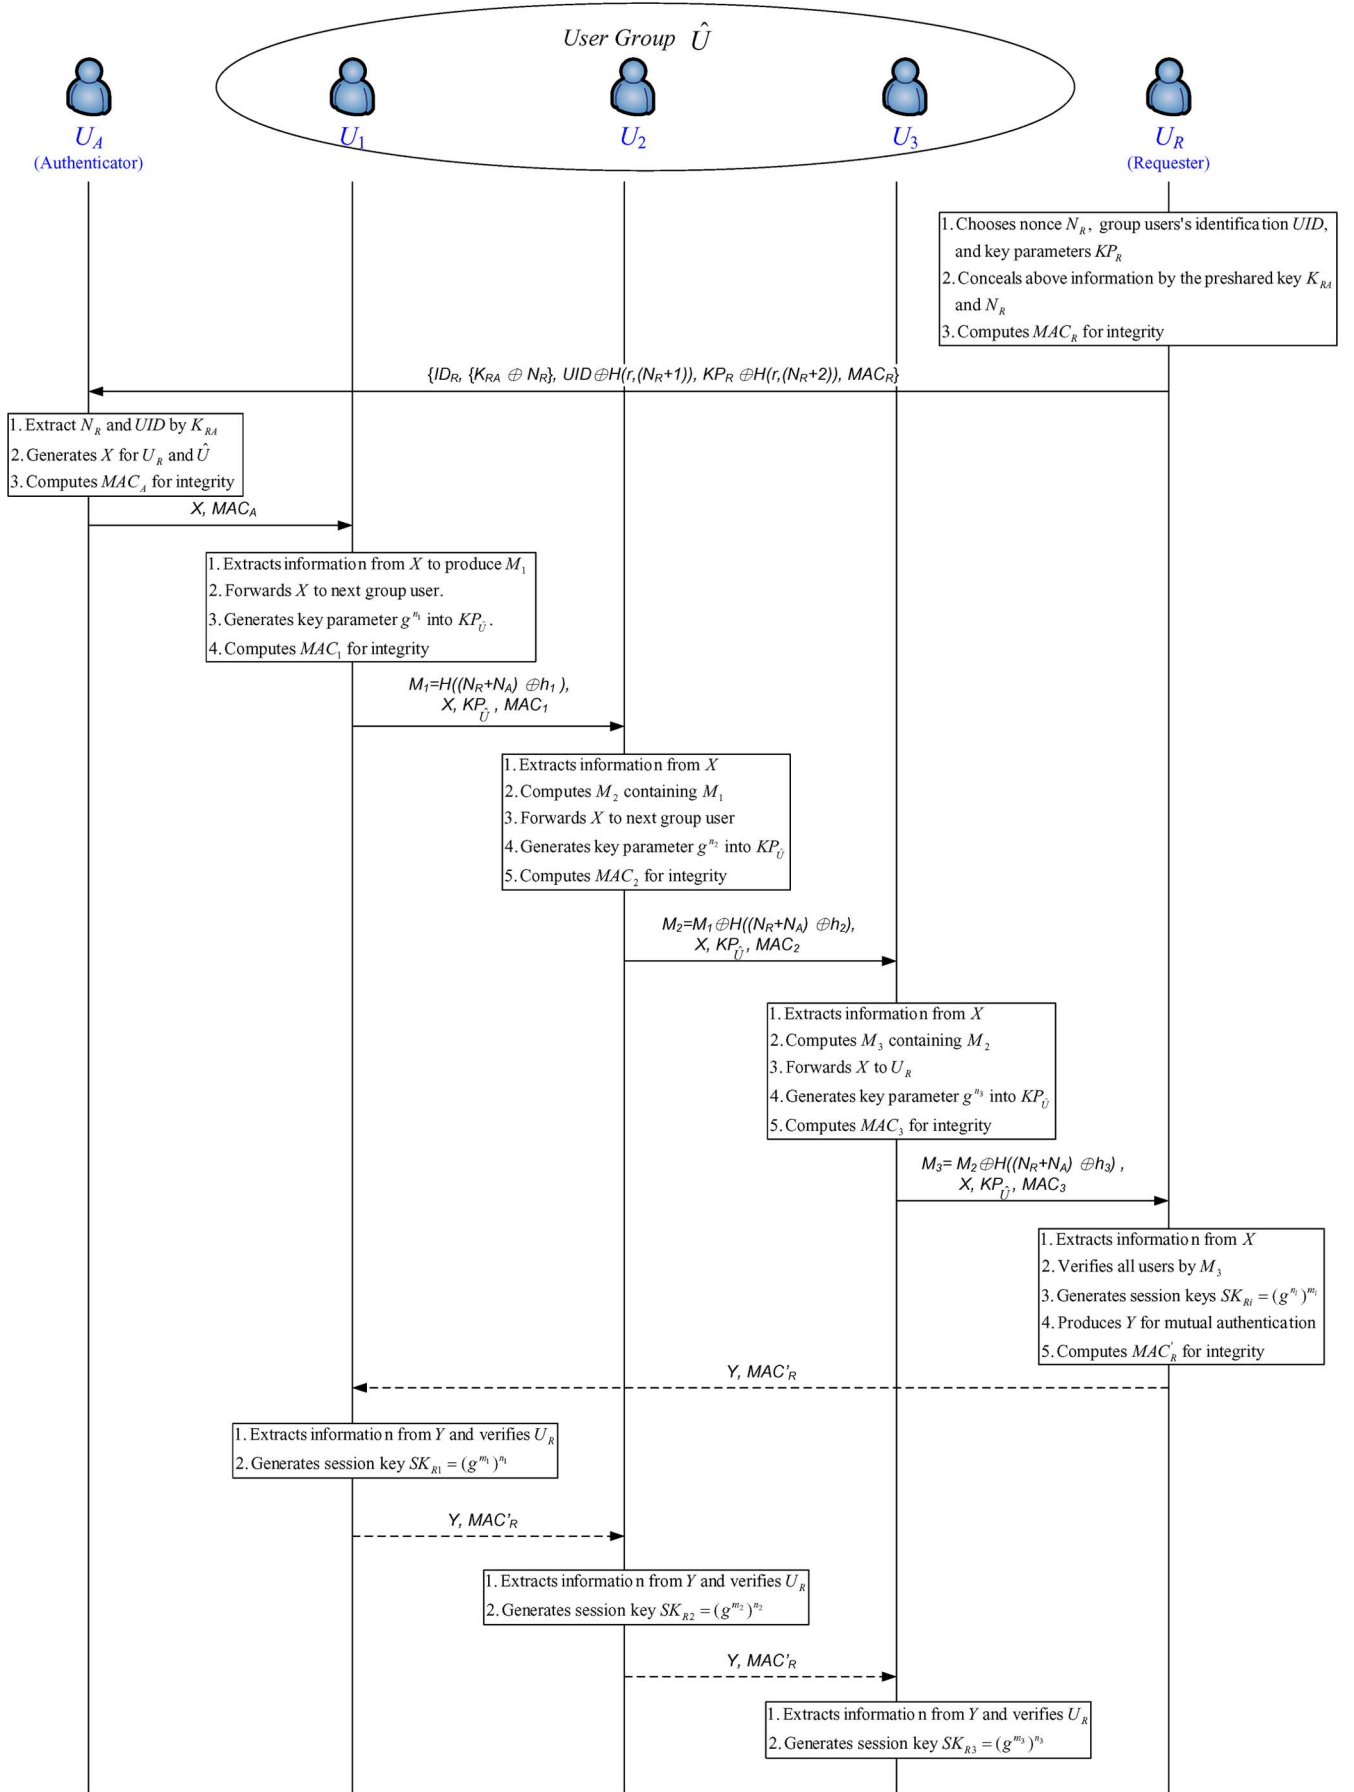 User Group Û
U_A
(Authenticator)
U_1
U_2
U_3
U_R
(Requester)
1. Chooses nonce N_R, group users's identification UID,
and key parameters KP_R
2. Conceals above information by the preshared key K_RA
and N_R
3. Computes MAC_R for integrity
{ID_R, {K_RA ⊕ N_R}, UID⊕H(r,(N_R+1)), KP_R ⊕H(r,(N_R+2)), MAC_R}
1. Extract N_R and UID by K_RA
2. Generates X for U_R and Û
3. Computes MAC_A for integrity
X, MAC_A
1. Extracts information from X to produce M_1
2. Forwards X to next group user.
3. Generates key parameter g^{n_1} into KP_Û.
4. Computes MAC_1 for integrity
M_1=H((N_R+N_A) ⊕h_1),
X, KP_Û, MAC_1
1. Extracts information from X
2. Computes M_2 containing M_1
3. Forwards X to next group user
4. Generates key parameter g^{n_2} into KP_Û
5. Computes MAC_2 for integrity
M_2=M_1⊕H((N_R+N_A) ⊕h_2),
X, KP_Û, MAC_2
1. Extracts information from X
2. Computes M_3 containing M_2
3. Forwards X to U_R
4. Generates key parameter g^{n_3} into KP_Û
5. Computes MAC_3 for integrity
M_3= M_2⊕H((N_R+N_A) ⊕h_3),
X, KP_Û, MAC_3
1. Extracts information from X
2. Verifies all users by M_3
3. Generates session keys SK_Ri = (g^{n_i})^{m_i}
4. Produces Y for mutual authentication
5. Computes MAC'_R for integrity
Y, MAC'_R
1. Extracts information from Y and verifies U_R
2. Generates session key SK_R1 = (g^{m_1})^{n_1}
Y, MAC'_R
1. Extracts information from Y and verifies U_R
2. Generates session key SK_R2 = (g^{m_2})^{n_2}
Y, MAC'_R
1. Extracts information from Y and verifies U_R
2. Generates session key SK_R3 = (g^{m_3})^{n_3}